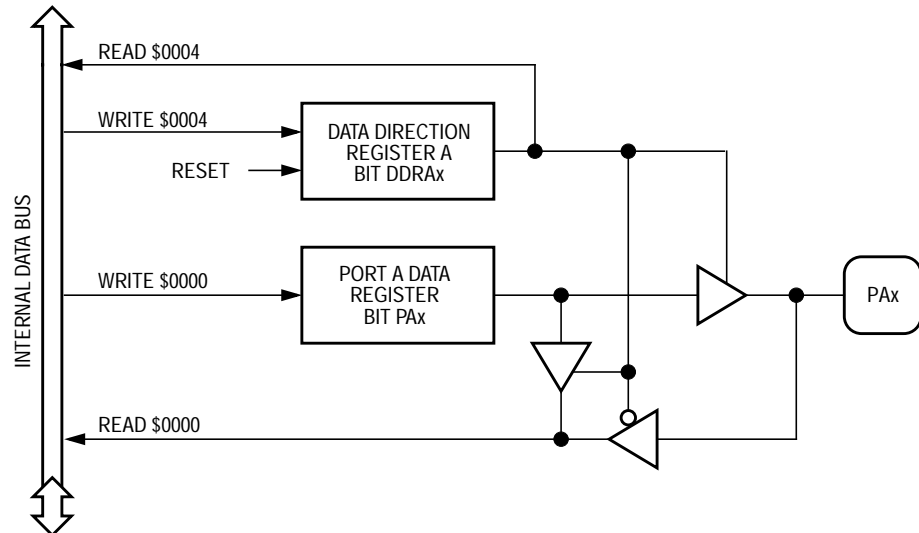 READ $0004
WRITE $0004
DATA DIRECTION
REGISTER A
BIT DDRAx
RESET
INTERNAL DATA BUS
WRITE $0000
PORT A DATA
REGISTER
BIT PAx
PAx
READ $0000